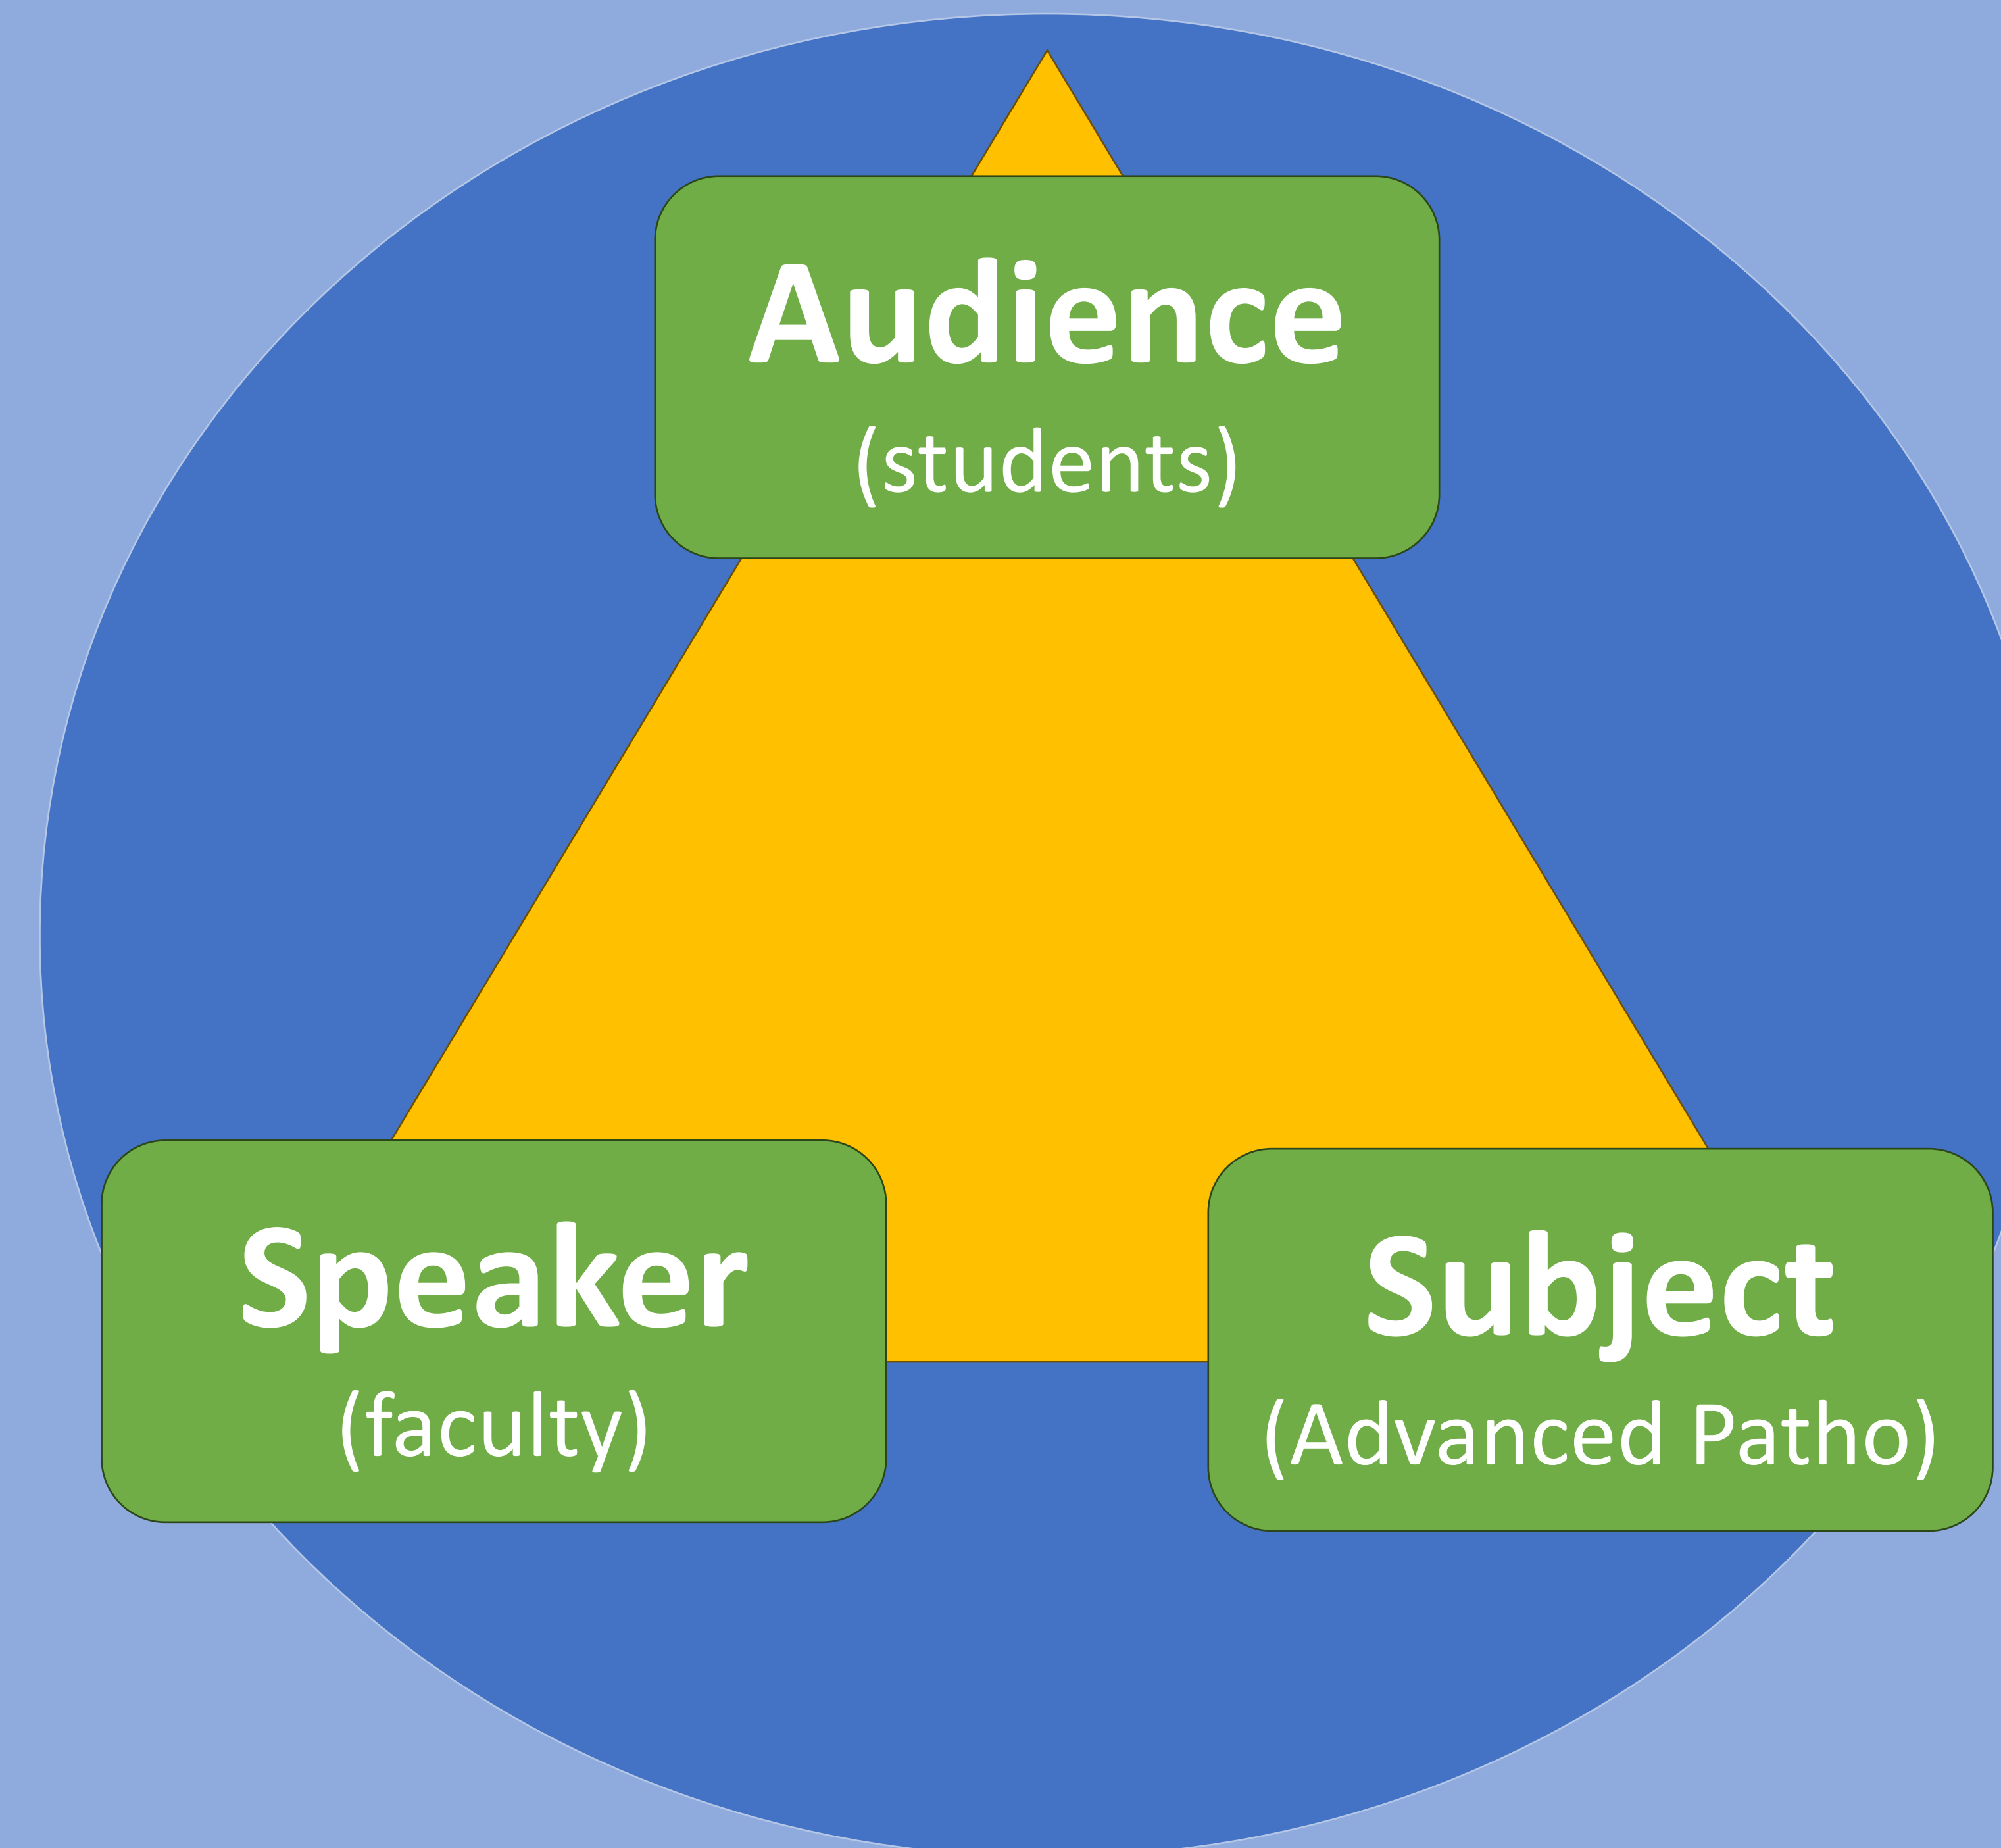 Audience
(students)
Speaker
(faculty)
Subject
(Advanced Patho)